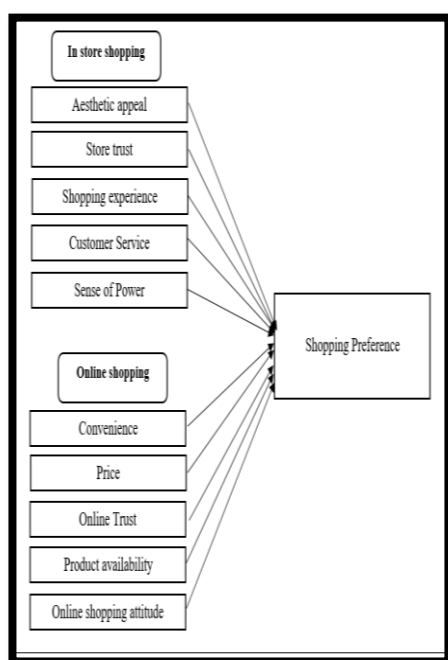 In store shopping
Aesthetic appeal
Store trust
Shopping experience
Customer Service
Sense of Power
Shopping Preference
Online shopping
Convenience
Price
Online Trust
Product availability
Online shopping attitude